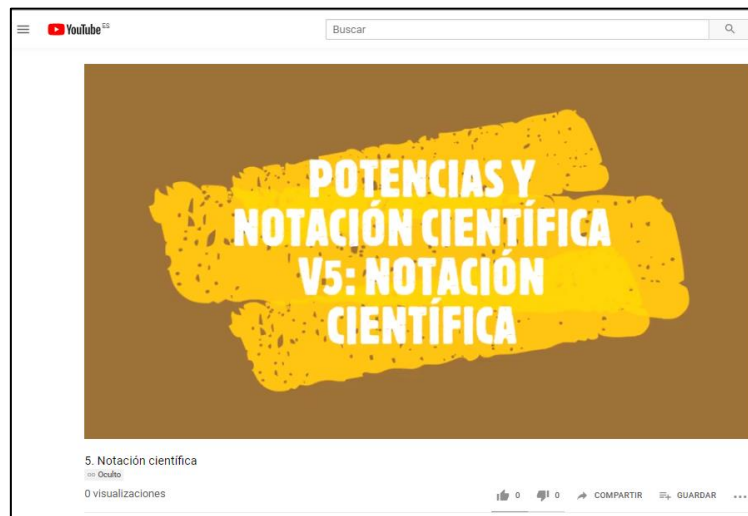 YouTube EG
Buscar
POTENCIAS Y
NOTACIÓN CIENTÍFICA
V5: NOTACIÓN
CIENTÍFICA
5. Notación científica
Oculto
0 visualizaciones
0 0 COMPARTIR GUARDAR